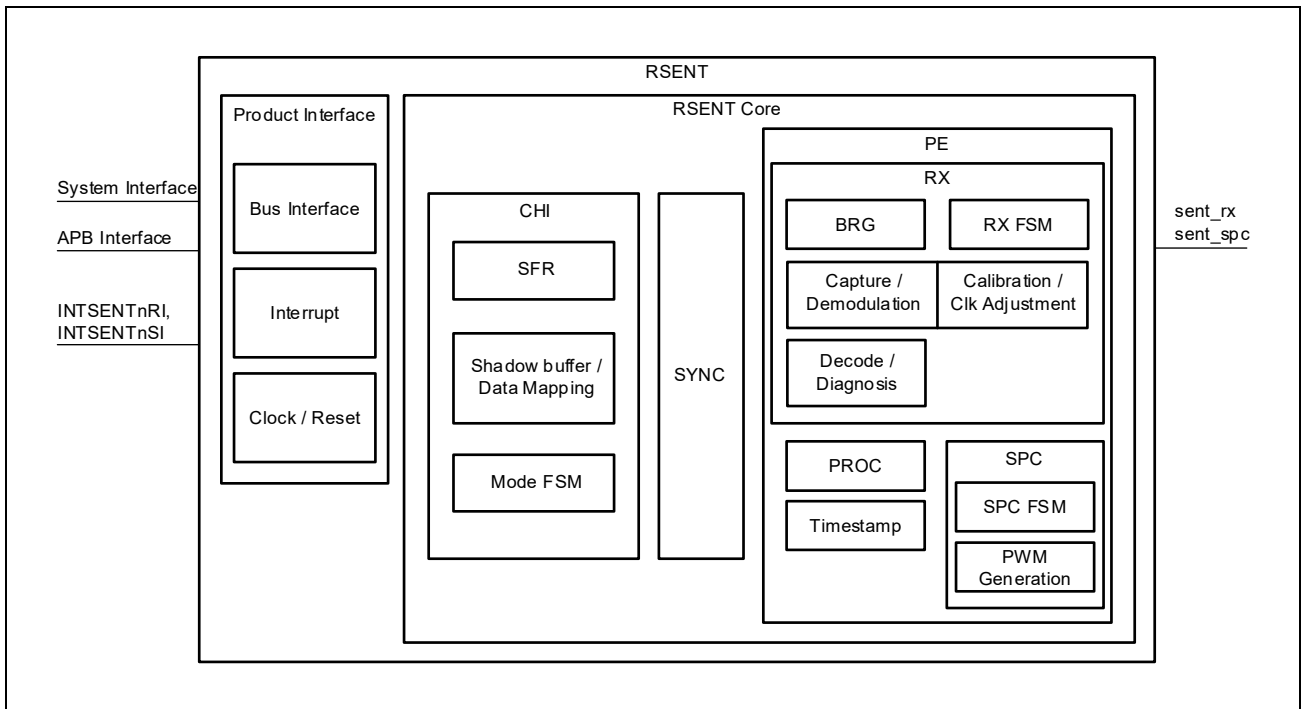 RSENT
Product Interface
Bus Interface
Interrupt
Clock / Reset
System Interface
APB Interface
INTSENTnRI,
INTSENTnSI
RSENT Core
CHI
SFR
Shadow buffer /
Data Mapping
Mode FSM
SYNC
PE
RX
BRG
RX FSM
Capture /
Demodulation
Calibration /
Clk Adjustment
Decode /
Diagnosis
PROC
Timestamp
SPC
SPC FSM
PWM
Generation
sent_rx
sent_spc